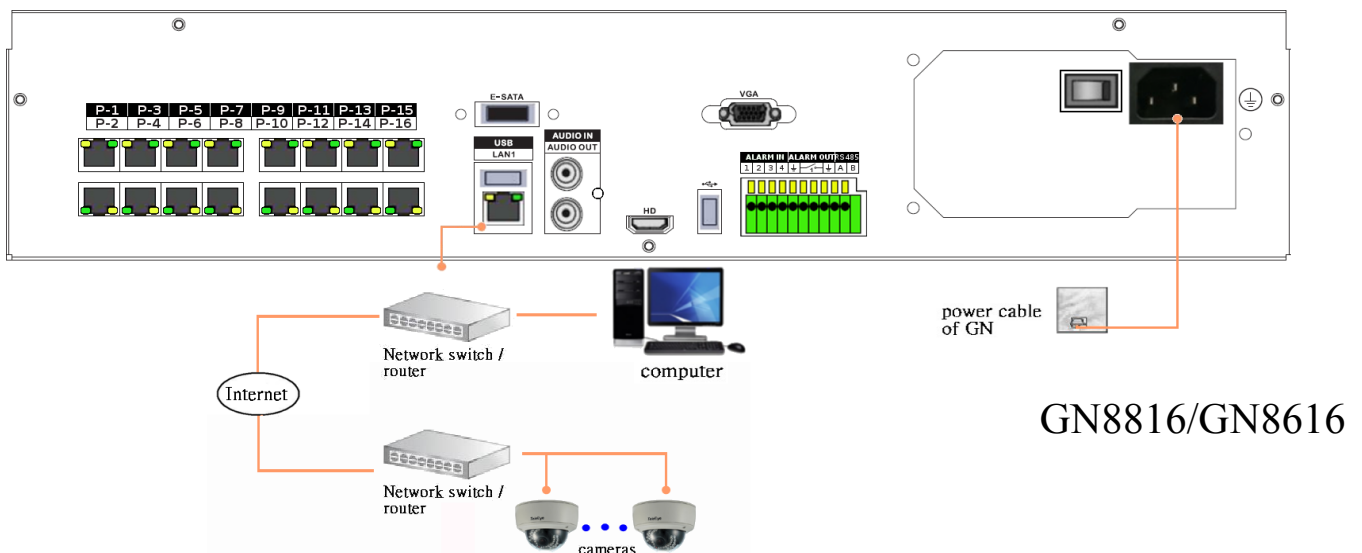 E-SATA
VGA
P-1 P-3 P-5 P-7 P-9 P-11 P-13 P-15
P-2 P-4 P-6 P-8 P-10 P-12 P-14 P-16
USB
LAN1
AUDIO IN
AUDIO OUT
ALARM IN ALARM OUT RS485
1 2 3 4 A B
HD
power cable
of GN
Network switch /
router
computer
Internet
GN8816/GN8616
Network switch /
router
cameras